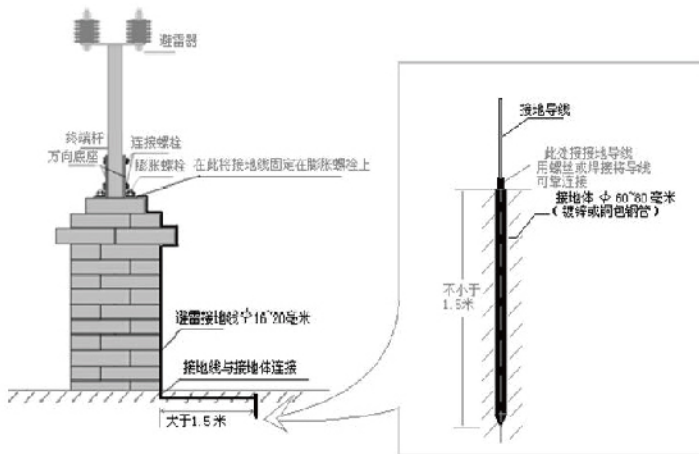 避雷器
终端杆
万向底座
连接螺栓
膨胀螺栓
在此将接地线固定在膨胀螺栓上
避雷接地线Φ16~20毫米
接地线与接地体连接
大于1.5米
接地导线
此处接接地导线
用螺丝或焊接将导线
可靠连接
接地体 Φ 60~80 毫米
（镀锌或铜包钢管）
不小于
1.5米